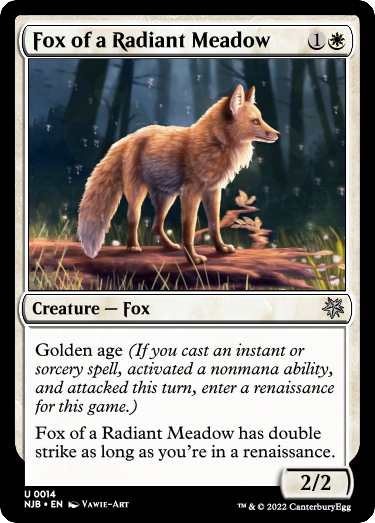 Fox of a Radiant Meadow 1
Creature — Fox
Golden age (If you cast an instant or
sorcery spell, activated a nonmana ability,
and attacked this turn, enter a renaissance
for this game.)
Fox of a Radiant Meadow has double
strike as long as you're in a renaissance.
2/2
U 0014
NJB • EN Vawie-Art
™ & © 2022 CanterburyEgg